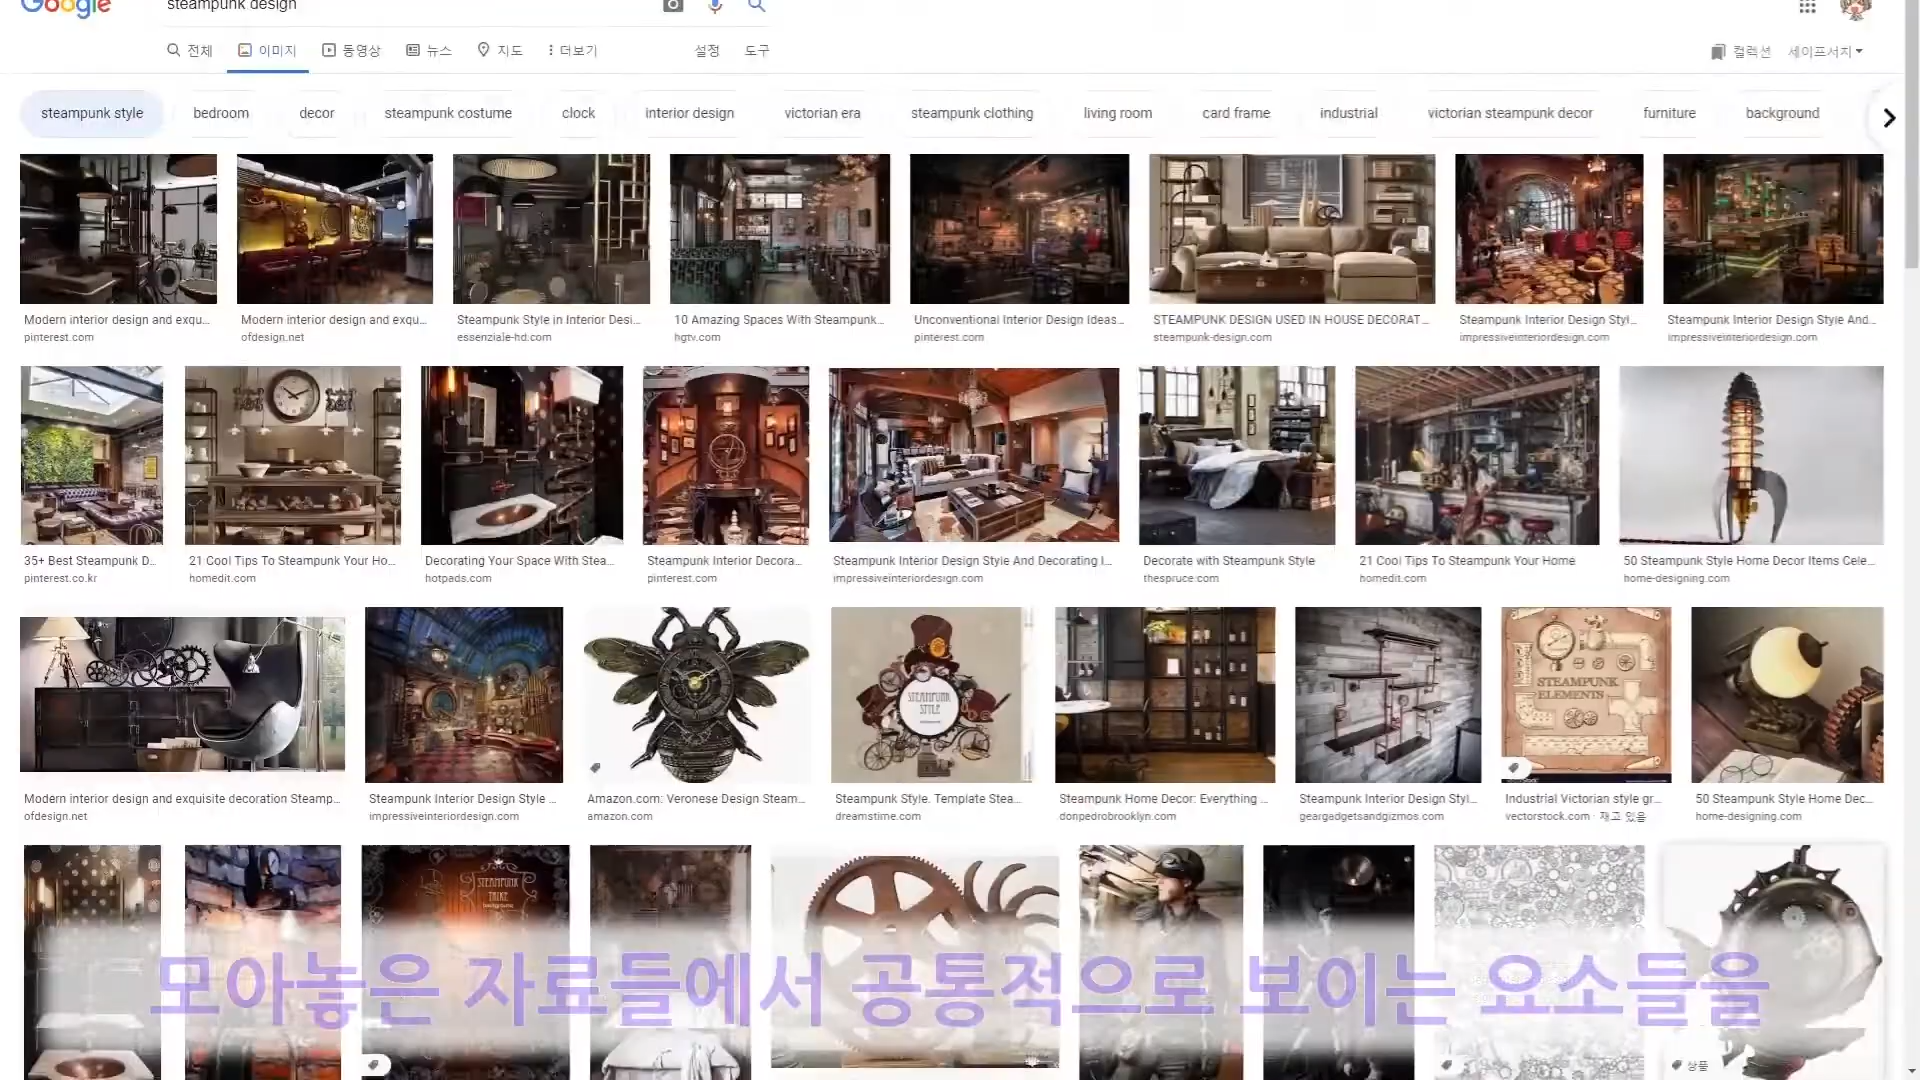 Google
steampunk design
전체 이미지 동영상 뉴스 지도 더보기 설정 도구 컬렉션 세이프서치
steampunk style bedroom decor steampunk costume clock interior design victorian era steampunk clothing living room card frame industrial victorian steampunk decor furniture background
Modern interior design and exqu... Modern interior design and exqu... Steampunk Style in Interior Desi... 10 Amazing Spaces With Steampunk... Unconventional Interior Design Ideas... STEAMPUNK DESIGN USED IN HOUSE DECORAT... Steampunk Interior Design Styl... Steampunk Interior Design Style And...
pinterest.com ofdesign.net essenziale-hd.com hgtv.com pinterest.com steampunk-design.com impressiveinteriordesign.com impressiveinteriordesign.com
35+ Best Steampunk D... 21 Cool Tips To Steampunk Your Ho... Decorating Your Space With Stea... Steampunk Interior Decora... Steampunk Interior Design Style And Decorating I... Decorate with Steampunk Style 21 Cool Tips To Steampunk Your Home 50 Steampunk Style Home Decor Items Cele...
pinterest.co.kr homedit.com hotpads.com pinterest.com impressiveinteriordesign.com thespruce.com homedit.com home-designing.com
STEAMPUNK
STYLE
STEAMPUNK
ELEMENTS
Modern interior design and exquisite decoration Steamp... Steampunk Interior Design Style ... Amazon.com: Veronese Design Steam... Steampunk Style. Template Stea... Steampunk Home Decor: Everything ... Steampunk Interior Design Styl... Industrial Victorian style gr... 50 Steampunk Style Home Dec...
ofdesign.net impressiveinteriordesign.com amazon.com dreamstime.com donpedrobrooklyn.com geargadgetsandgizmos.com vectorstock.com · 재고 있음 home-designing.com
STEAMPUNK
모아놓은 자료들에서 공통적으로 보이는 요소들을
상품